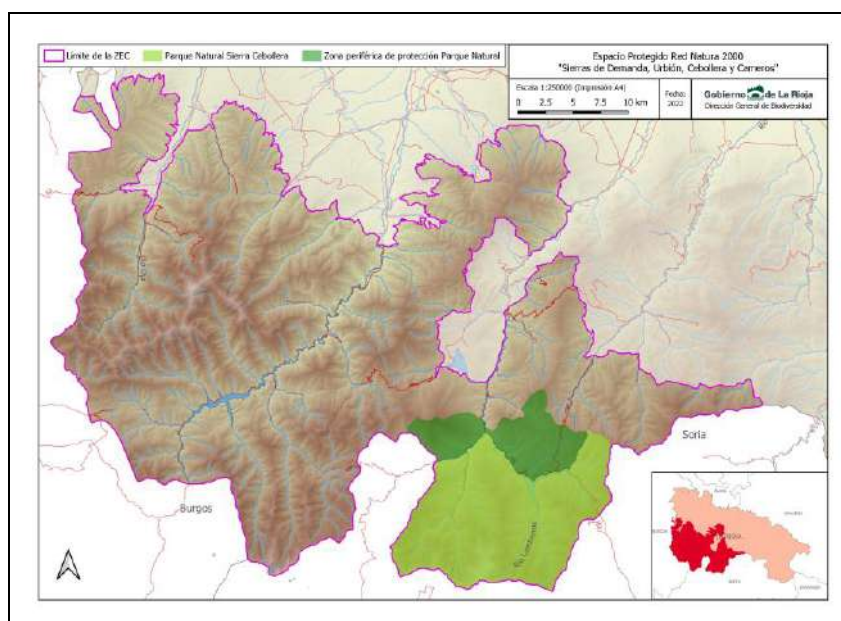 Límite de la ZEC
Parque Natural Sierra Cebollera
Zona periférica de protección Parque Natural
Espacio Protegido Red Natura 2000
"Sierras de Demanda, Urbión, Cebollera y Cameros"
Escala 1:250000 (Impresión A4)
0 2.5 5 7.5 10 km
Fecha:
2022
Gobierno de La Rioja
Dirección General de Biodiversidad
Soria
Burgos